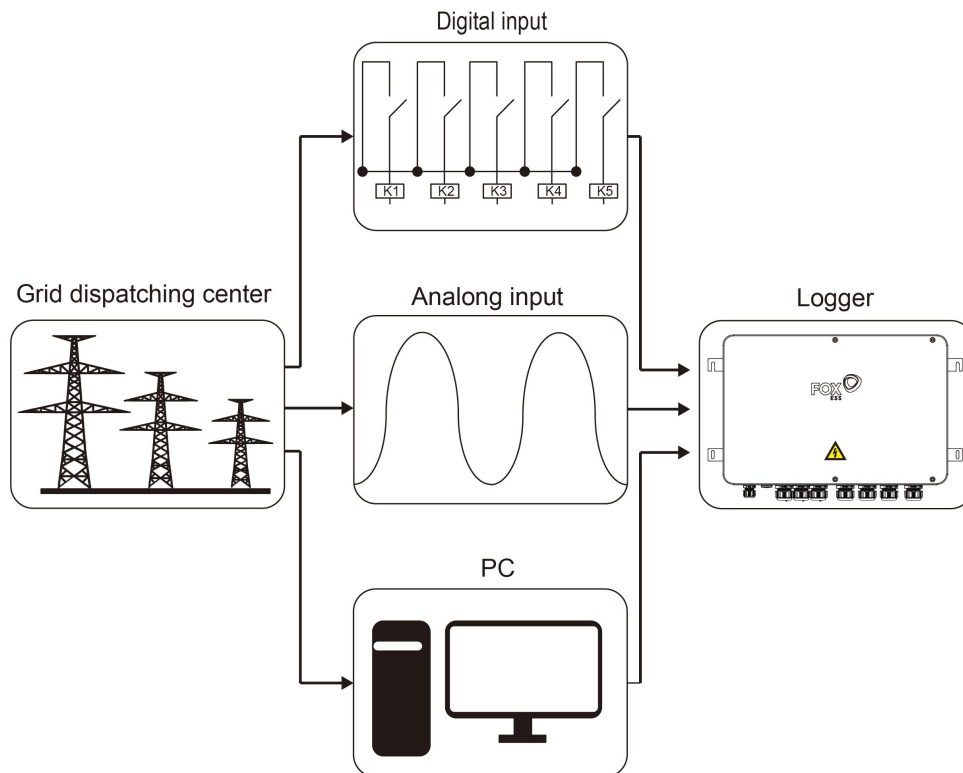 Digital input
K1 K2 K3 K4 K5
Grid dispatching center
Analong input
Logger
FOX
ESS
PC